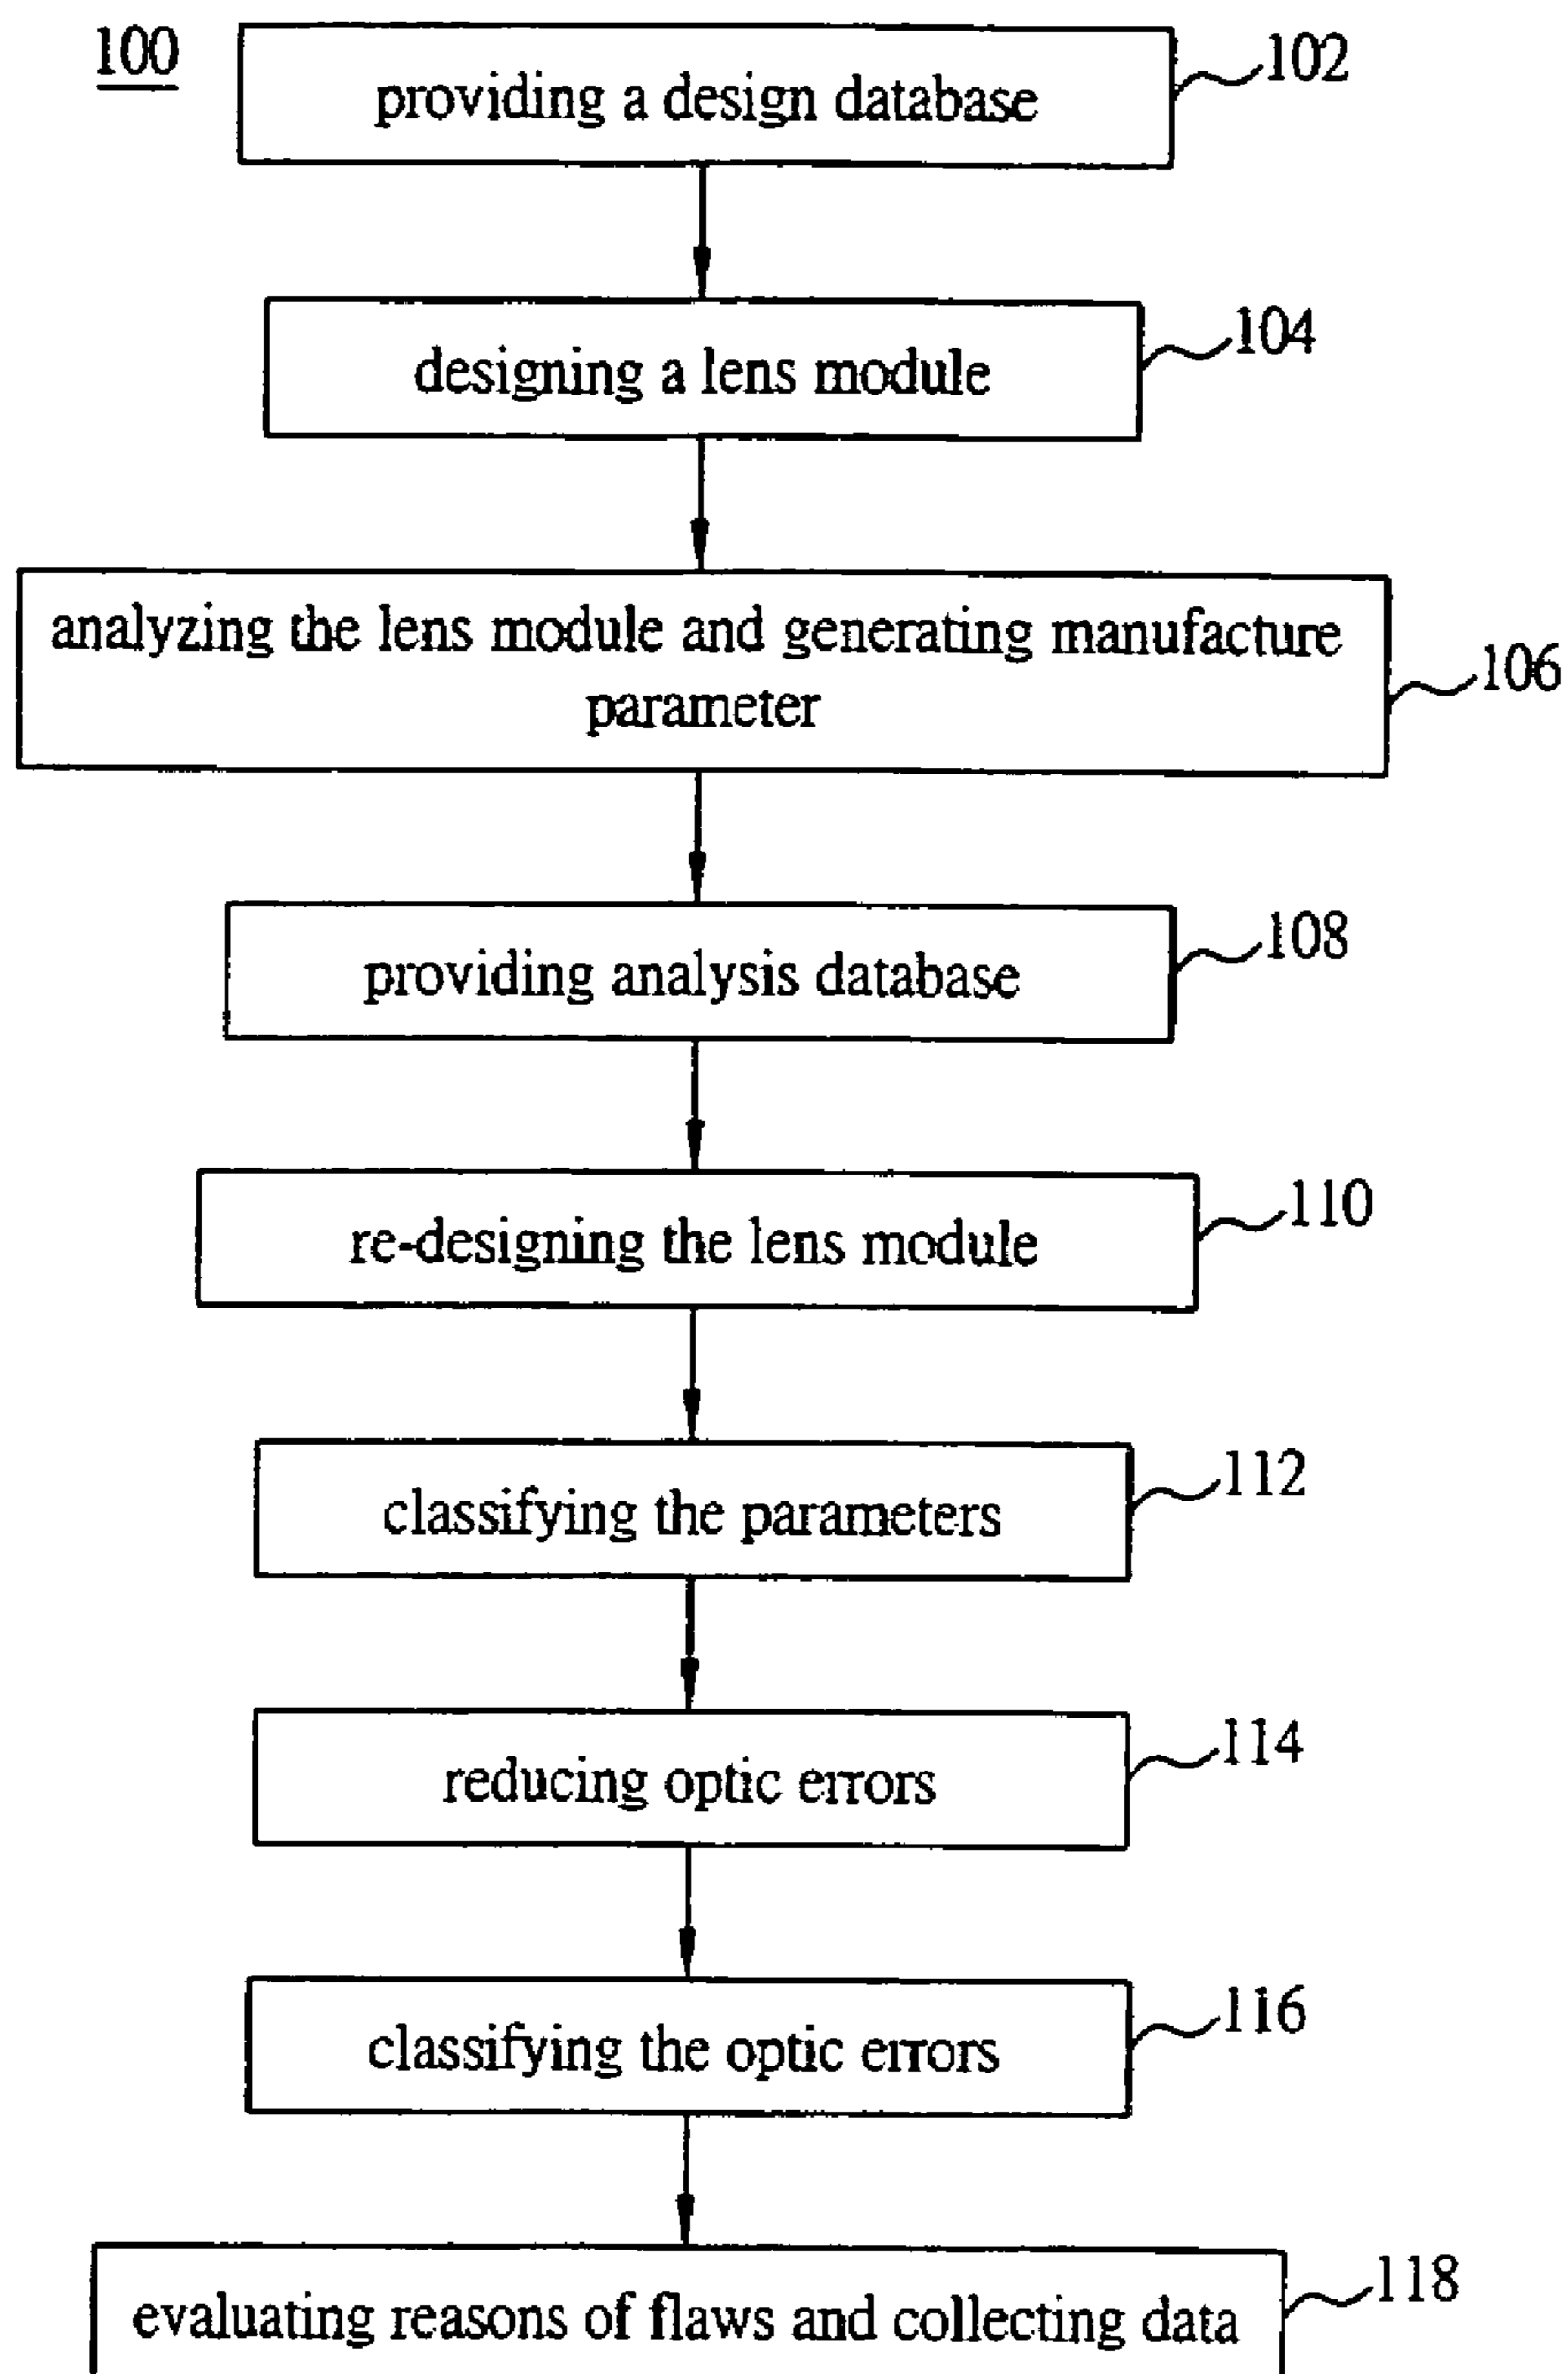 100
providing a design database
102
designing a lens module
104
analyzing the lens module and generating manufacture
parameter
106
providing analysis database
108
re-designing the lens module
110
classifying the parameters
112
reducing optic errors
114
classifying the optic errors
116
evaluating reasons of flaws and collecting data
118